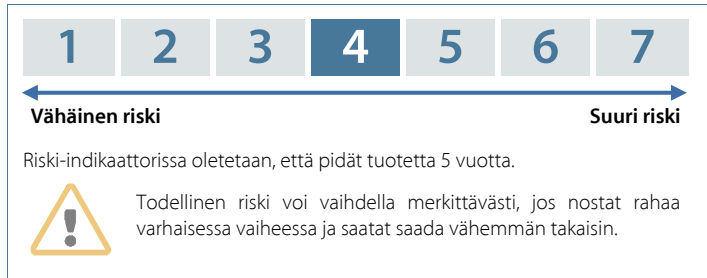 1 2 3 4 5 6 7
Vähäinen riski Suuri riski
Riski-indikaattorissa oletetaan, että pidät tuotetta 5 vuotta.
Todellinen riski voi vaihdella merkittävästi, jos nostat rahaa
varhaisessa vaiheessa ja saatat saada vähemmän takaisin.